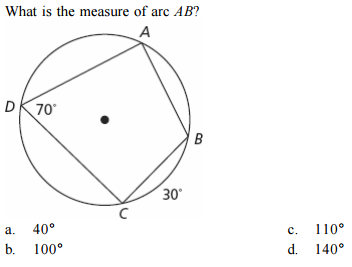 What is the measure of arc AB?
A
D 70°
B
30°
C
a. 40° c. 110°
b. 100° d. 140°